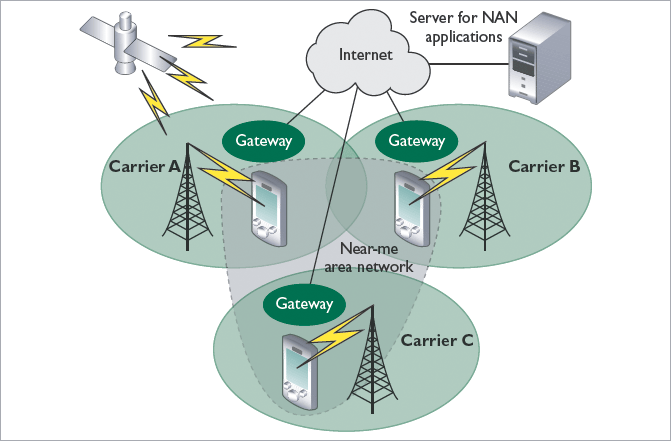 Server for NAN
applications
Internet
Gateway
Gateway
Carrier A
Carrier B
Near-me
area network
Gateway
Carrier C